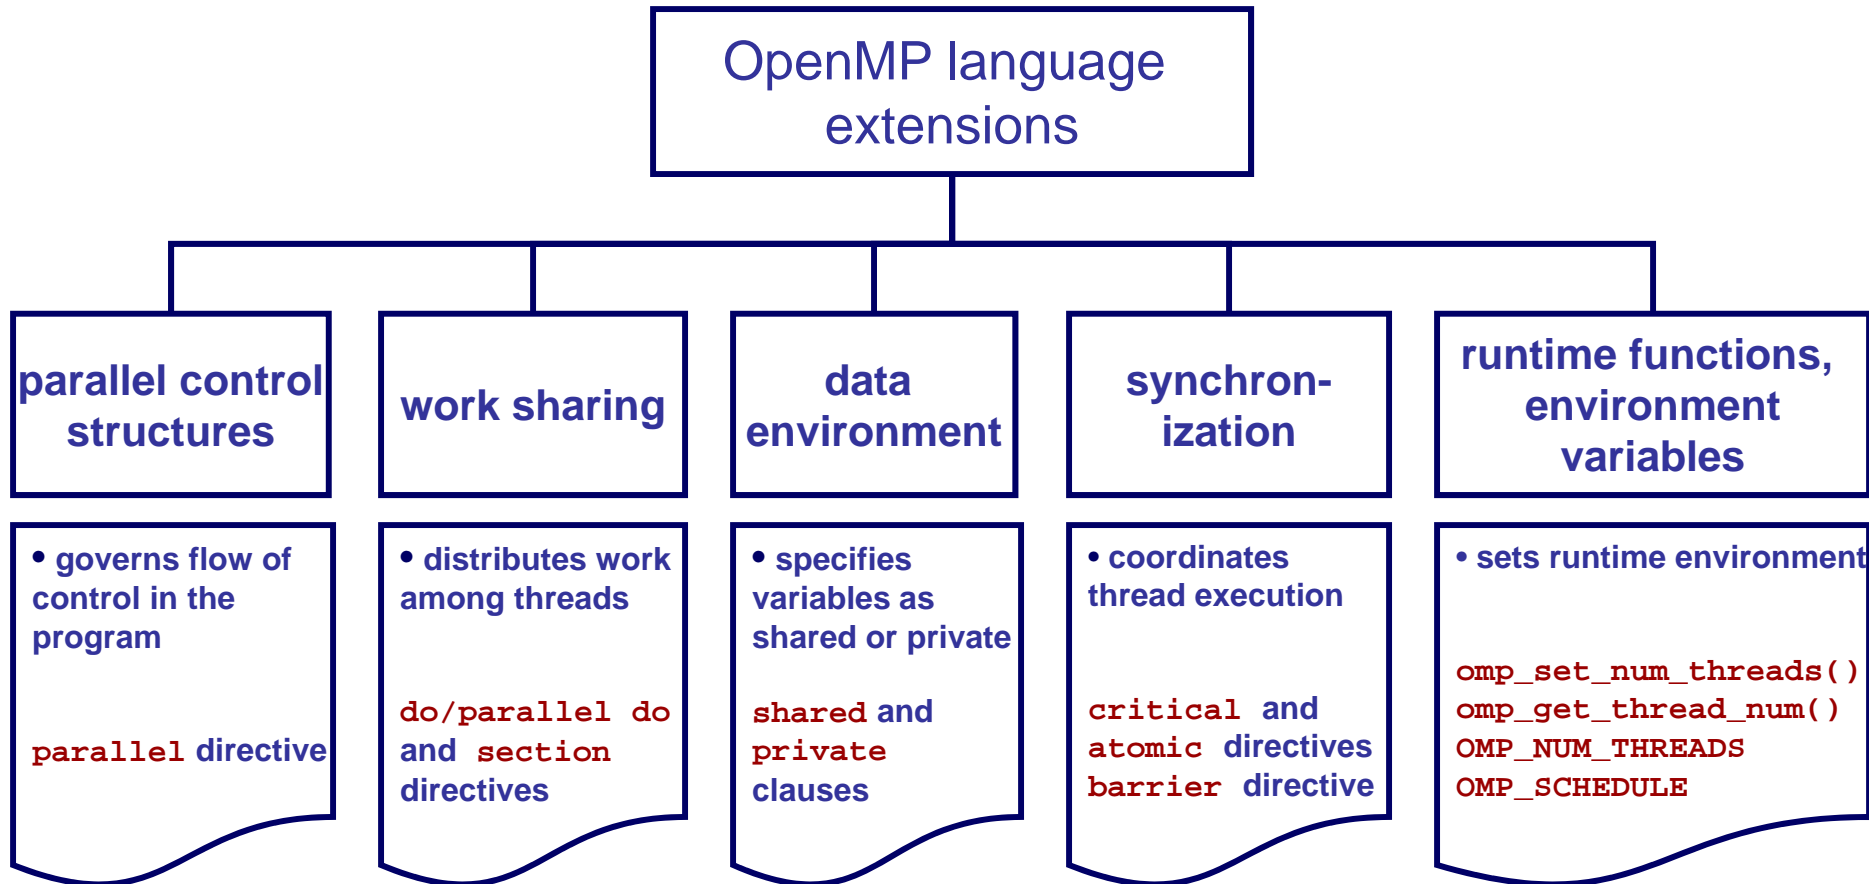 OpenMP language
extensions
parallel control
structures
work sharing
data
environment
synchron-
ization
runtime functions,
environment
variables
• governs flow of
control in the
program
parallel directive
• distributes work
among threads
do/parallel do
and section
directives
• specifies
variables as
shared or private
shared and
private
clauses
• coordinates
thread execution
critical and
atomic directives
barrier directive
• sets runtime environment
omp_set_num_threads()
omp_get_thread_num()
OMP_NUM_THREADS
OMP_SCHEDULE